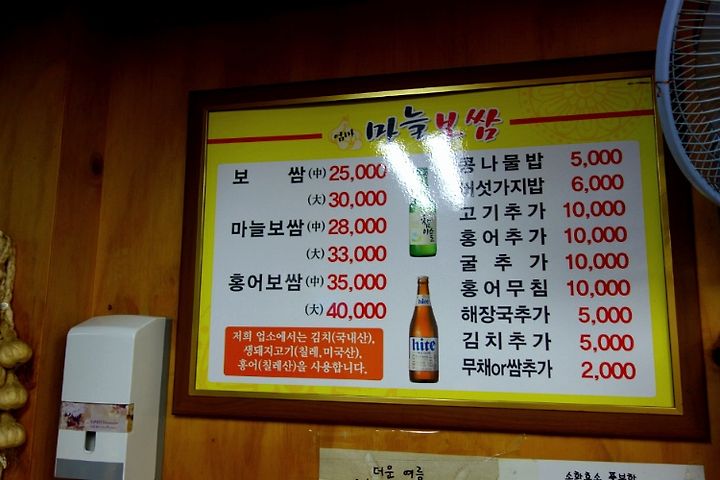 엄마 마늘보쌈
보 쌈 (中) 25,000
(大) 30,000
마늘보쌈 (中) 28,000
(大) 33,000
홍어보쌈 (中) 35,000
(大) 40,000
저희 업소에서는 김치(국내산),
생돼지고기(칠레,미국산),
홍어(칠레산)을 사용합니다.
콩나물밥 5,000
버섯가지밥 6,000
고기추가 10,000
홍어추가 10,000
굴추가 10,000
홍어무침 10,000
해장국추가 5,000
김치추가 5,000
무채or쌈추가 2,000
hite
더운 여름